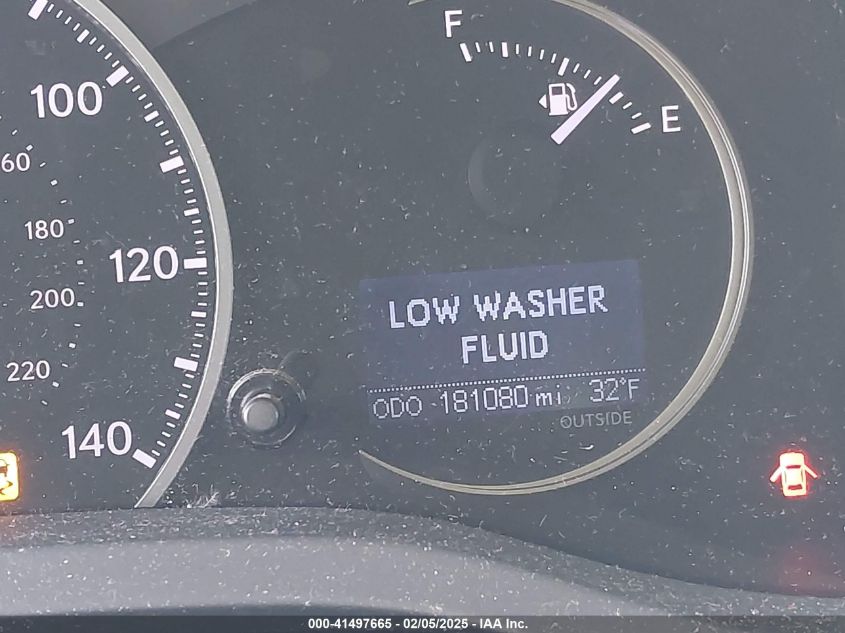 F
E
100
160
180
120
200
220
140
LOW WASHER
FLUID
ODO 181080 mi 32°F
OUTSIDE
000-41497665 - 02/05/2025 - IAA Inc.